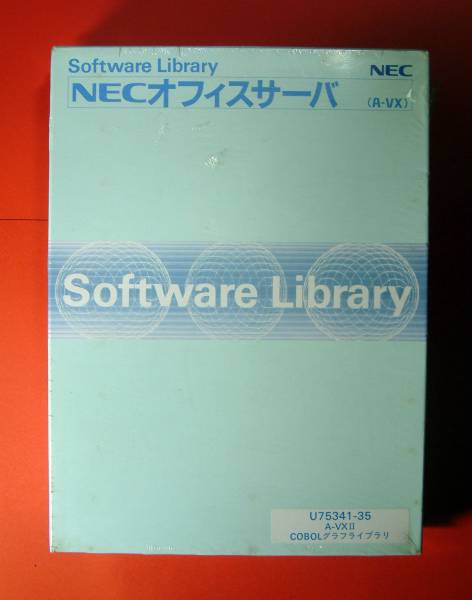 Software Library NEC
NECオフィスサーバ (A-VX)
Software Library
U75341-35
A-VXII
COBOLグラフライブラリ